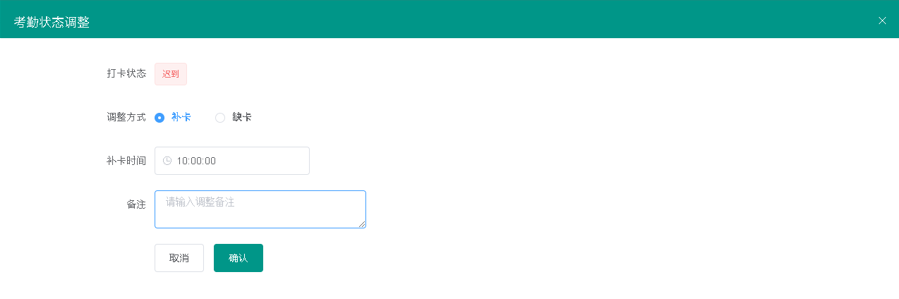 考勤状态调整
打卡状态 迟到
调整方式 补卡 缺卡
补卡时间 10:00:00
备注 请输入调整备注
取消 确认